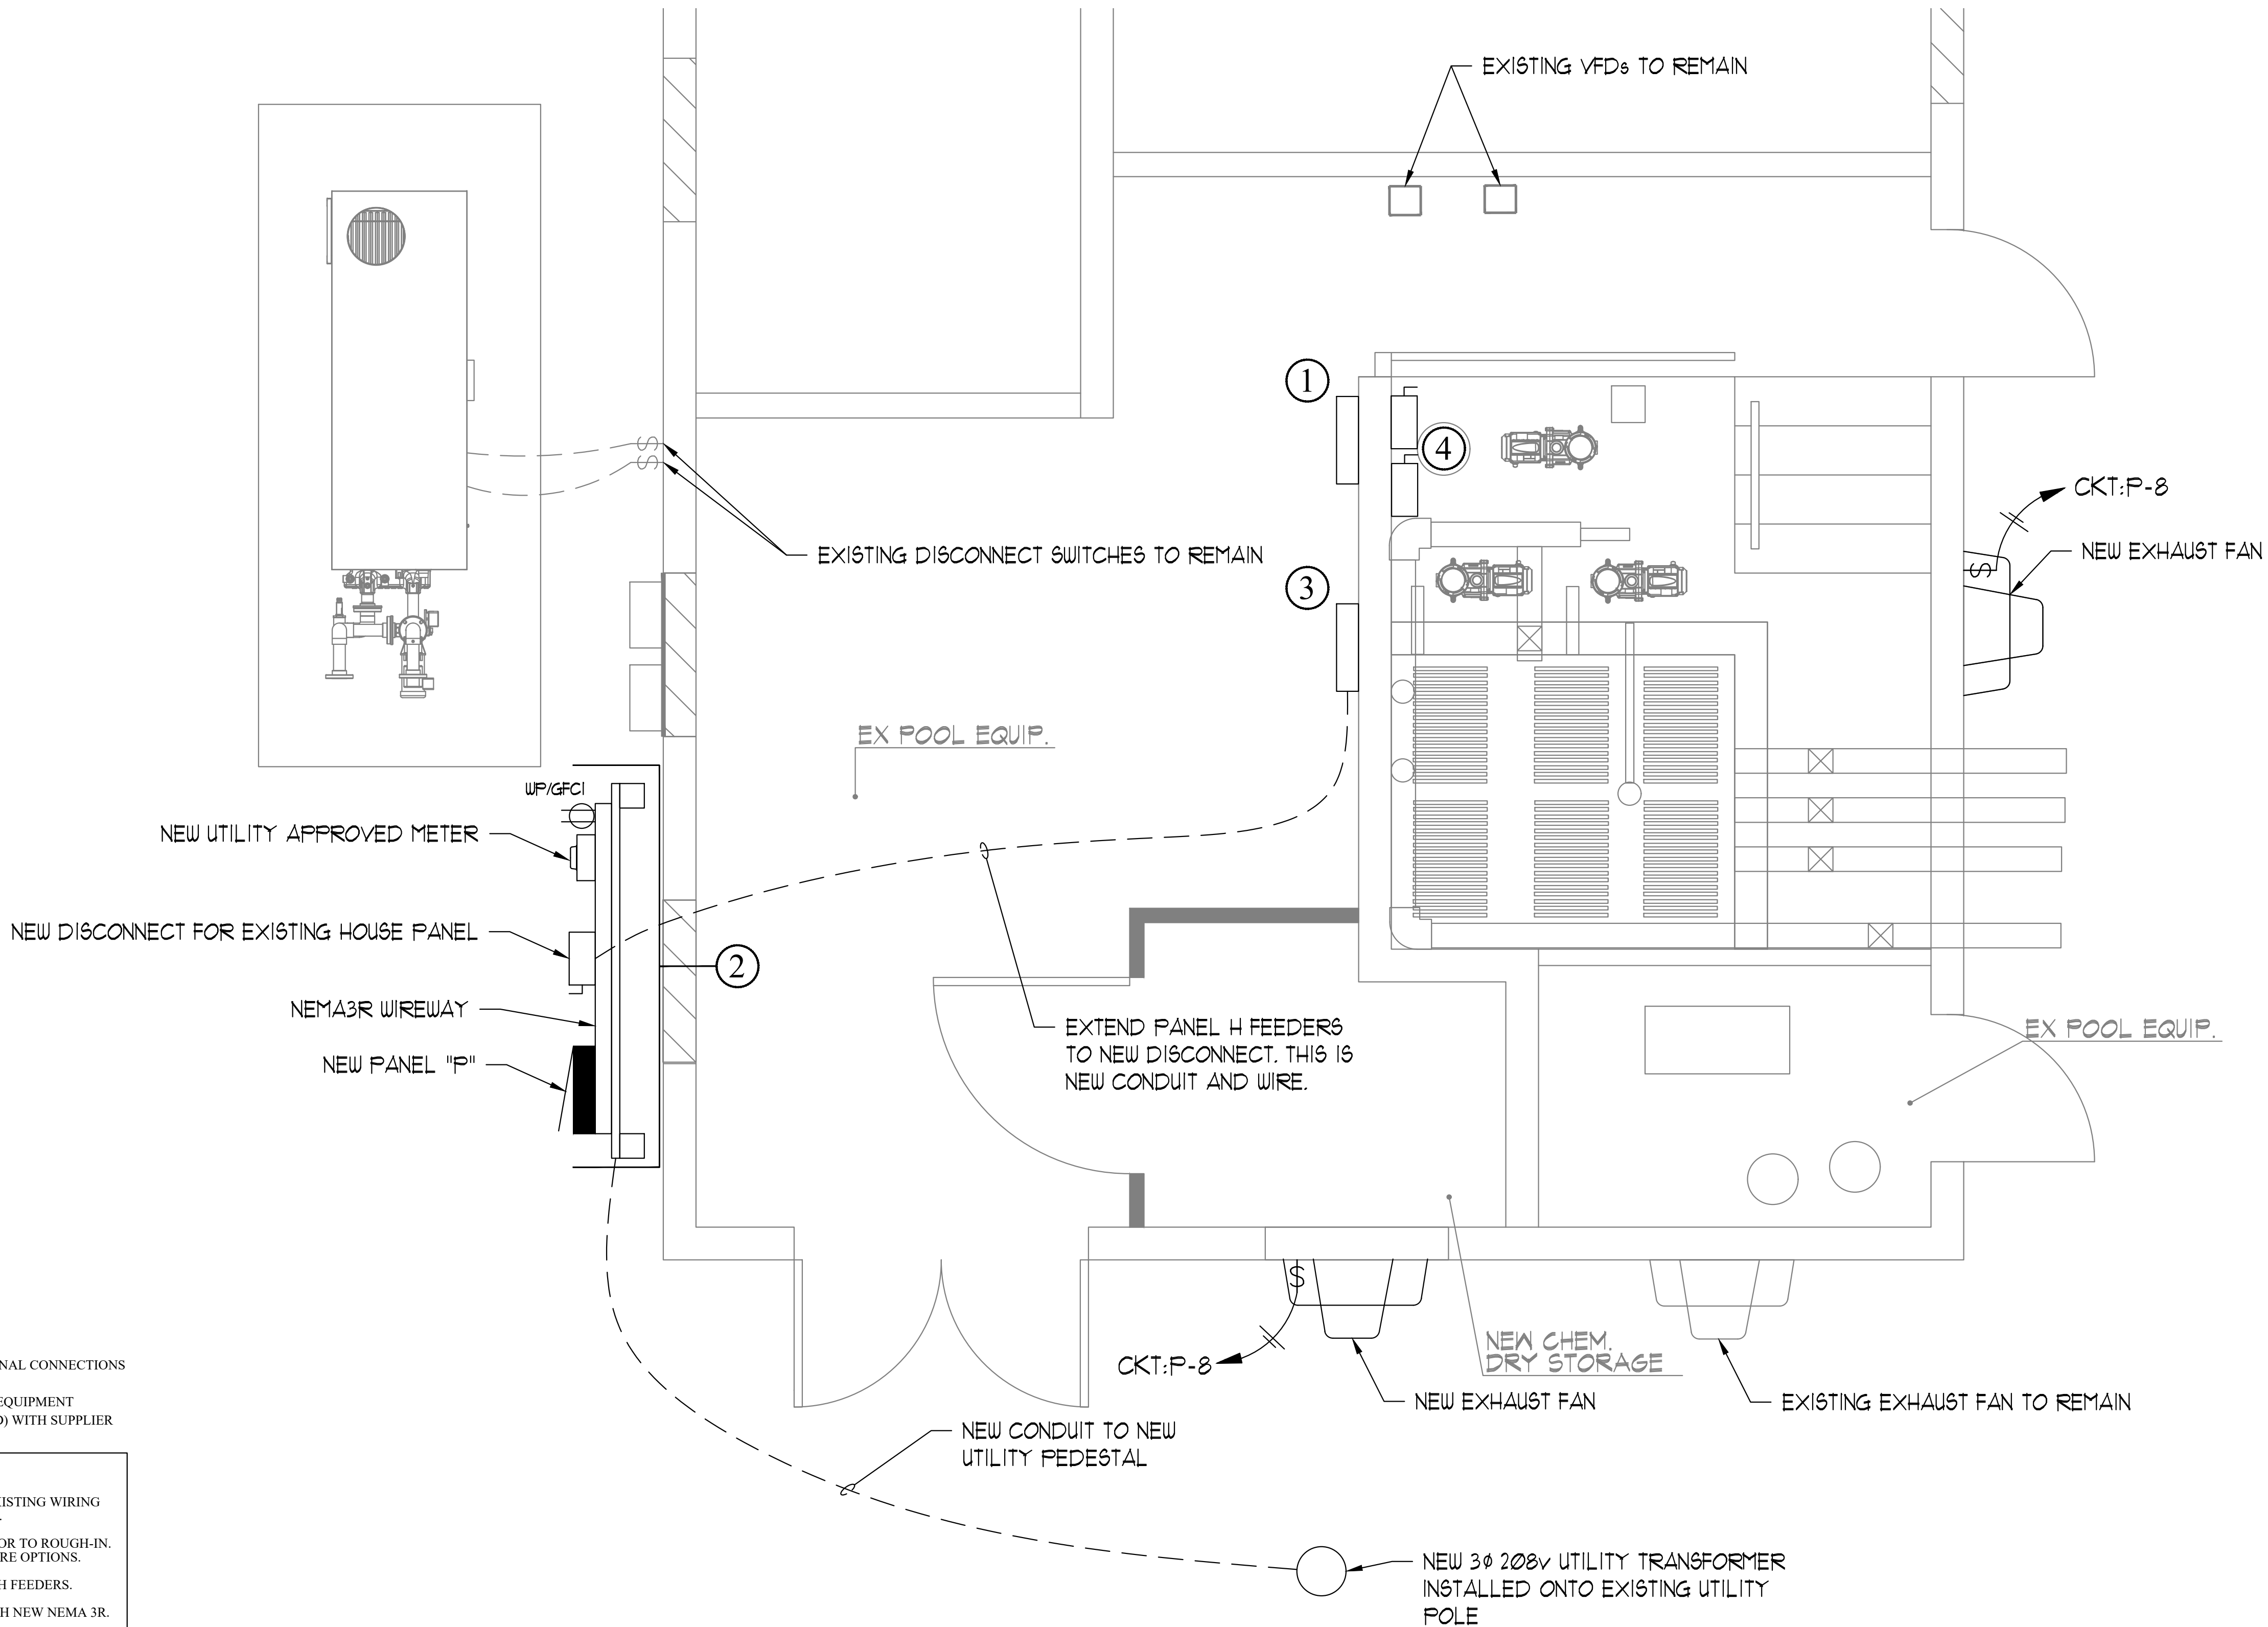 EXISTING VFDs TO REMAIN
1
4
CKT:P-8
NEW EXHAUST FAN
EXISTING DISCONNECT SWITCHES TO REMAIN
S
S
S
3
EX POOL EQUIP.
WP/GFCI
NEW UTILITY APPROVED METER
NEW DISCONNECT FOR EXISTING HOUSE PANEL
2
NEMA3R WIREWAY
NEW PANEL "P"
EXTEND PANEL H FEEDERS
TO NEW DISCONNECT. THIS IS
NEW CONDUIT AND WIRE.
EX POOL EQUIP.
S
CKT:P-8
NEW CHEM.
DRY STORAGE
NEW EXHAUST FAN
EXISTING EXHAUST FAN TO REMAIN
NEW CONDUIT TO NEW
UTILITY PEDESTAL
NEW 3ø 208v UTILITY TRANSFORMER
INSTALLED ONTO EXISTING UTILITY
POLE
NAL CONNECTIONS
EQUIPMENT
D) WITH SUPPLIER
XISTING WIRING
OR TO ROUGH-IN.
RE OPTIONS.
H FEEDERS.
H NEW NEMA 3R.